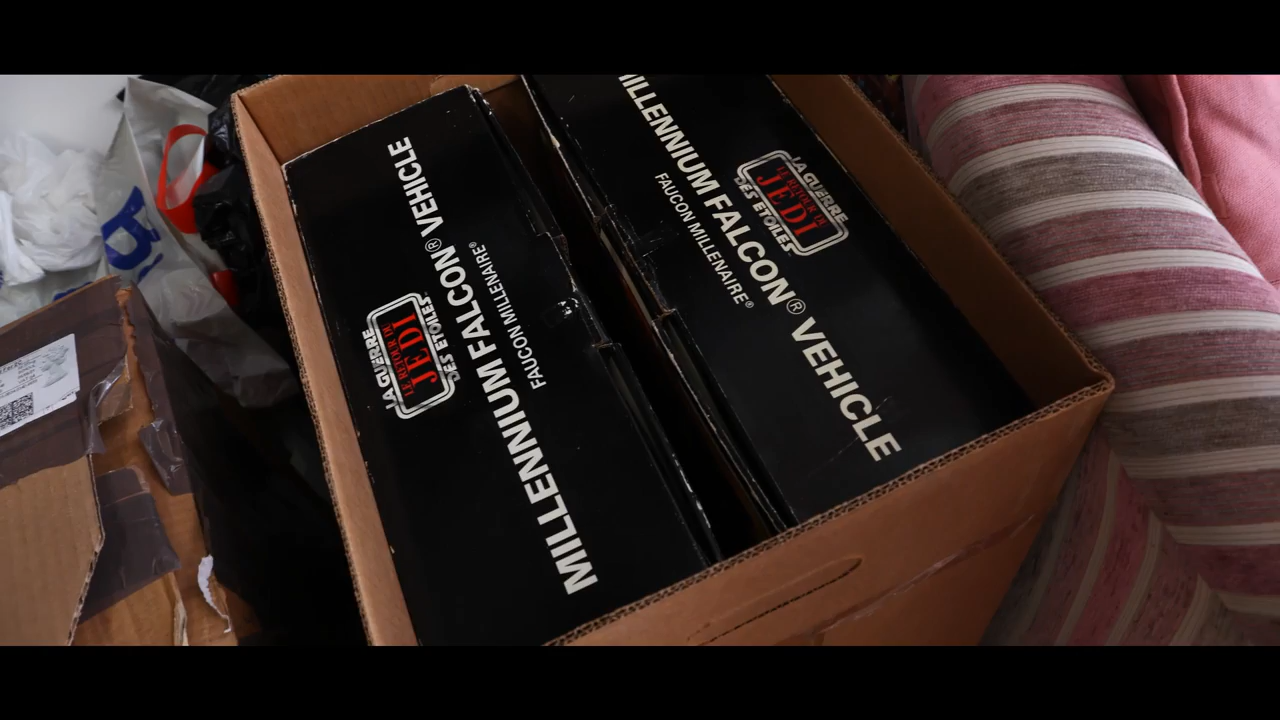 MILLENNIUM FALCON® VEHICLE
FAUCON MILLENAIRE®
LA GUERRE
LE RETOUR DU
JEDI
DES ETOILES
MILLENNIUM FALCON® VEHICLE
FAUCON MILLENAIRE®
LA GUERRE
LE RETOUR DU
JEDI
DES ETOILES